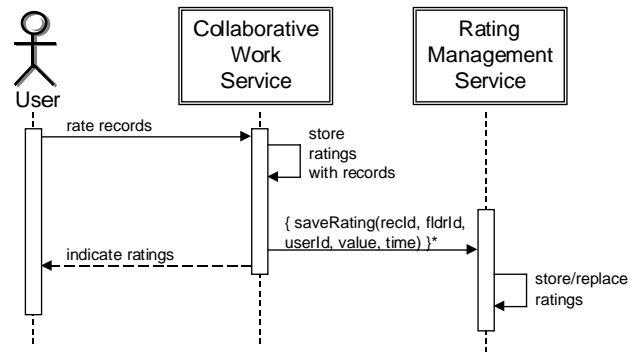 Collaborative
Work
Service
Rating
Management
Service
User
rate records
store
ratings
with records
{ saveRating(recId, fldrId,
userId, value, time) }*
indicate ratings
store/replace
ratings